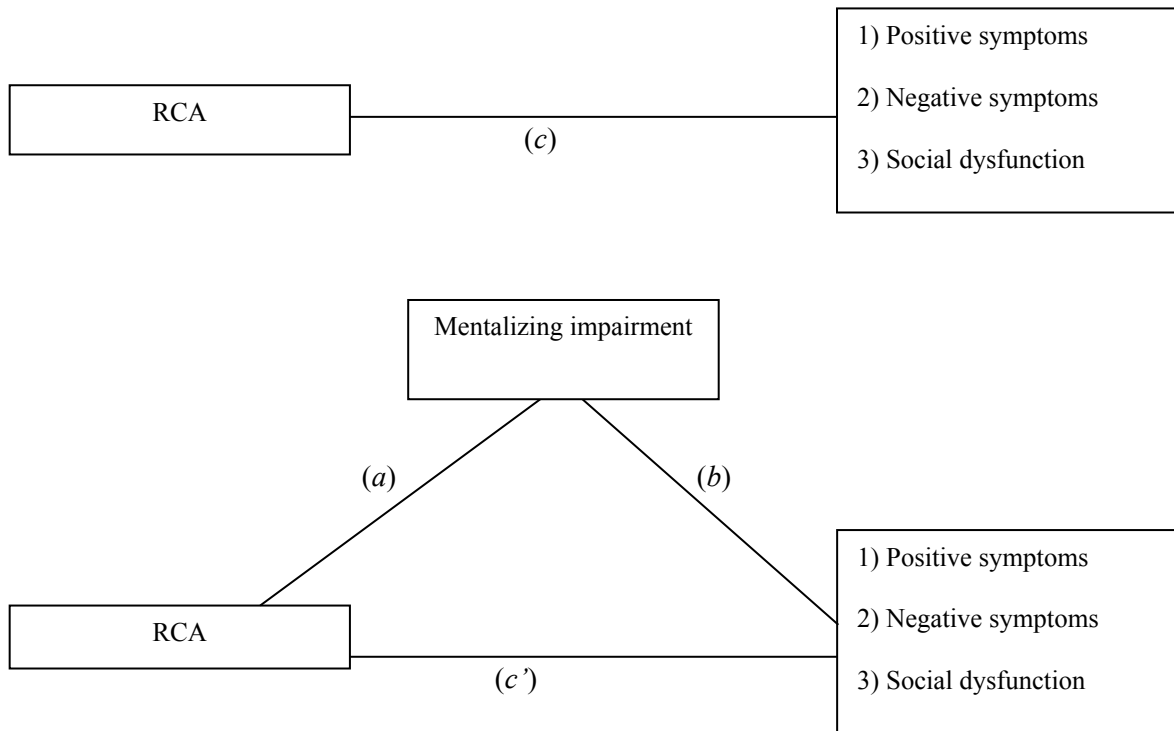 RCA
(c)
1) Positive symptoms
2) Negative symptoms
3) Social dysfunction
Mentalizing impairment
(a)
(b)
RCA
(c’)
1) Positive symptoms
2) Negative symptoms
3) Social dysfunction